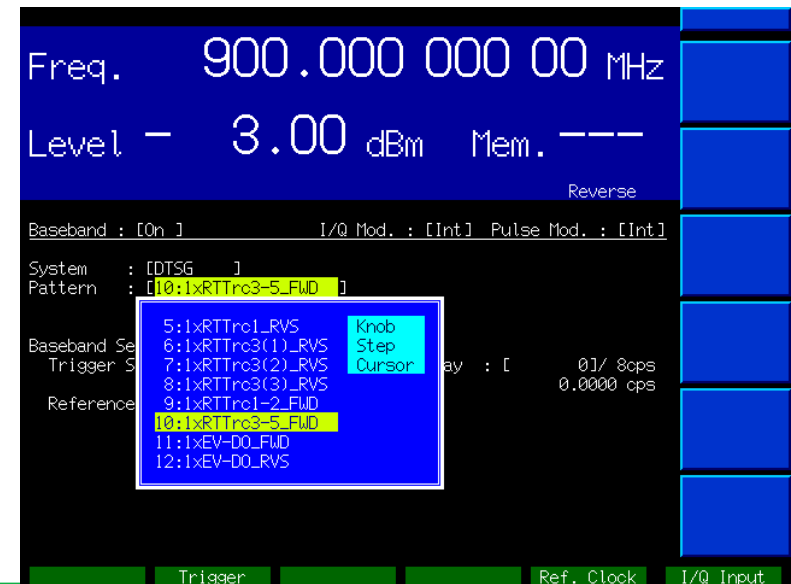 Freq. 900.000 000 00 MHz
Level - 3.00 dBm Mem. ---
Reverse
Baseband : [On ] I/Q Mod. : [Int] Pulse Mod. : [Int]
System : [DTSG ]
Pattern : [10:1xRTTrc3-5_FWD ]
5:1xRTTrc1_RVS Knob
Baseband Se 6:1xRTTrc3(1)_RVS Step
Trigger S 7:1xRTTrc3(2)_RVS Cursor ay : [ 0]/ 8cps
8:1xRTTrc3(3)_RVS 0.0000 cps
Reference 9:1xRTTrc1-2_FWD
10:1xRTTrc3-5_FWD
11:1xEV-DO_FWD
12:1xEV-DO_RVS
Trigger Ref. Clock I/Q Input